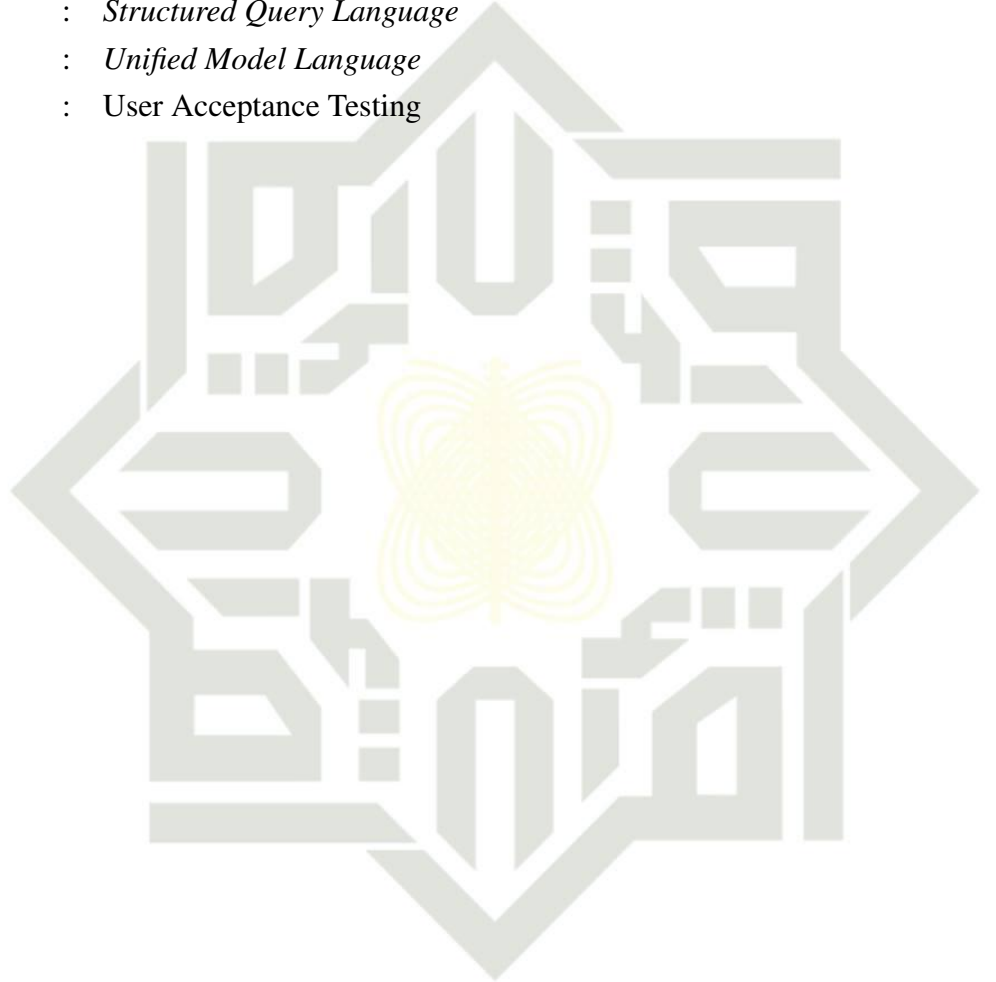 : Structured Query Language
: Unified Model Language
: User Acceptance Testing